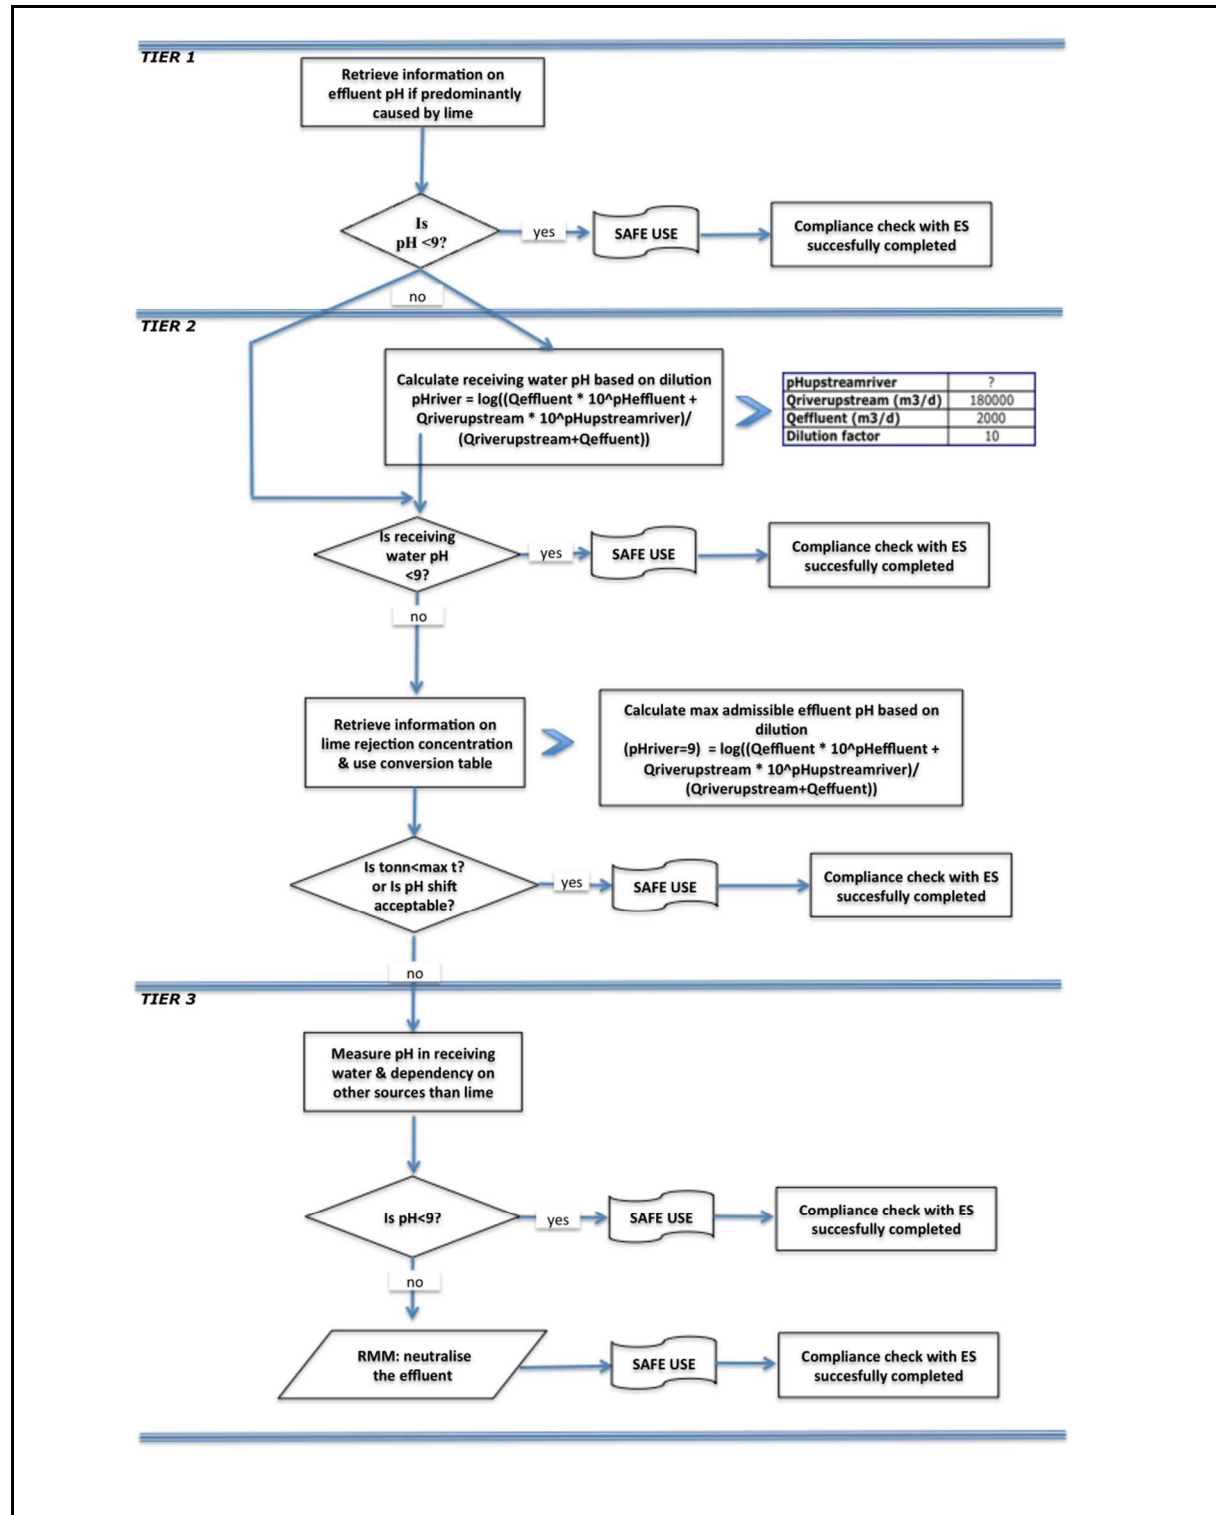 TIER 1
Retrieve information on
effluent pH if predominantly
caused by lime
Is
pH <9?
yes
SAFE USE
Compliance check with ES
succesfully completed
no
TIER 2
Calculate receiving water pH based on dilution
pHriver = log((Qeffluent * 10^pHeffluent +
Qriverupstream * 10^pHupstreamriver)/
(Qriverupstream+Qeffuent))
pHupstreamriver ?
Qriverupstream (m3/d) 180000
Qeffluent (m3/d) 2000
Dilution factor 10
Is receiving
water pH
<9?
yes
SAFE USE
Compliance check with ES
succesfully completed
no
Retrieve information on
lime rejection concentration
& use conversion table
Calculate max admissible effluent pH based on
dilution
(pHriver=9) = log((Qeffluent * 10^pHeffluent +
Qriverupstream * 10^pHupstreamriver)/
(Qriverupstream+Qeffuent))
Is tonn<max t?
or Is pH shift
acceptable?
yes
SAFE USE
Compliance check with ES
succesfully completed
no
TIER 3
Measure pH in receiving
water & dependency on
other sources than lime
Is pH<9?
yes
SAFE USE
Compliance check with ES
succesfully completed
no
RMM: neutralise
the effluent
SAFE USE
Compliance check with ES
succesfully completed